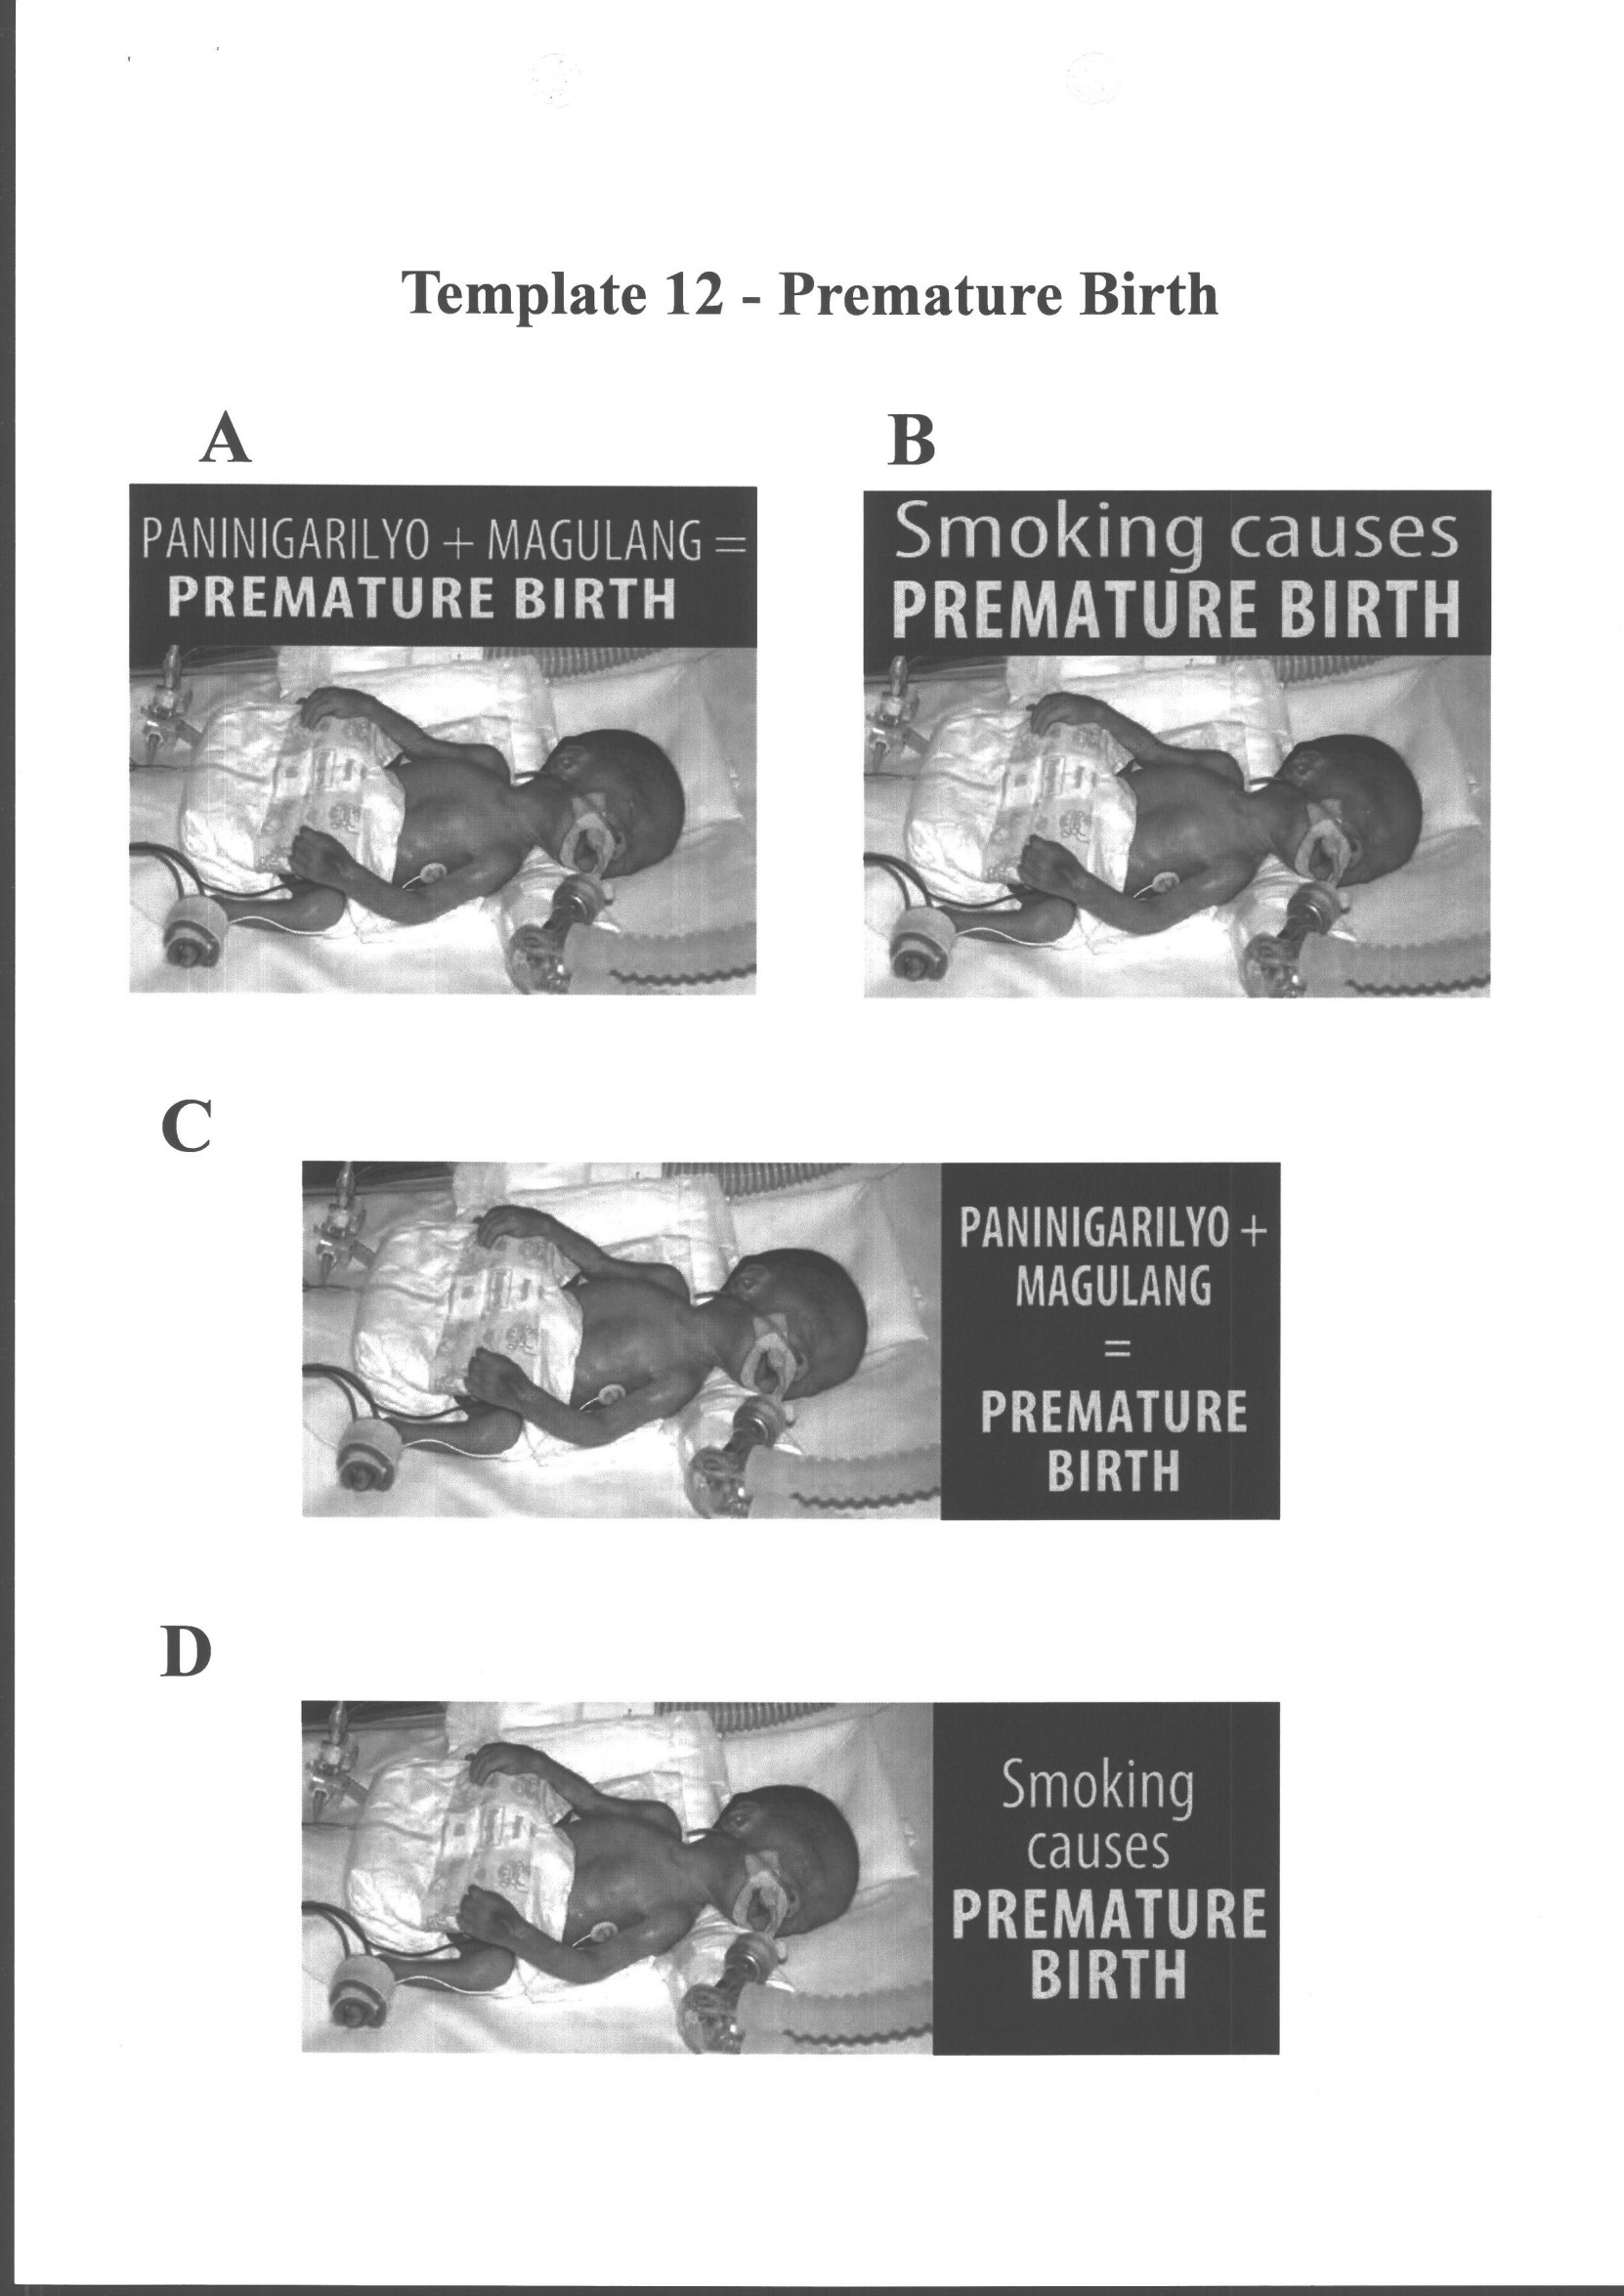 Template 12 - Premature Birth
A
PANINIGARILYO + MAGULANG =
PREMATURE BIRTH
B
Smoking causes
PREMATURE BIRTH
C
PANINIGARILYO +
MAGULANG
=
PREMATURE
BIRTH
D
Smoking
causes
PREMATURE
BIRTH